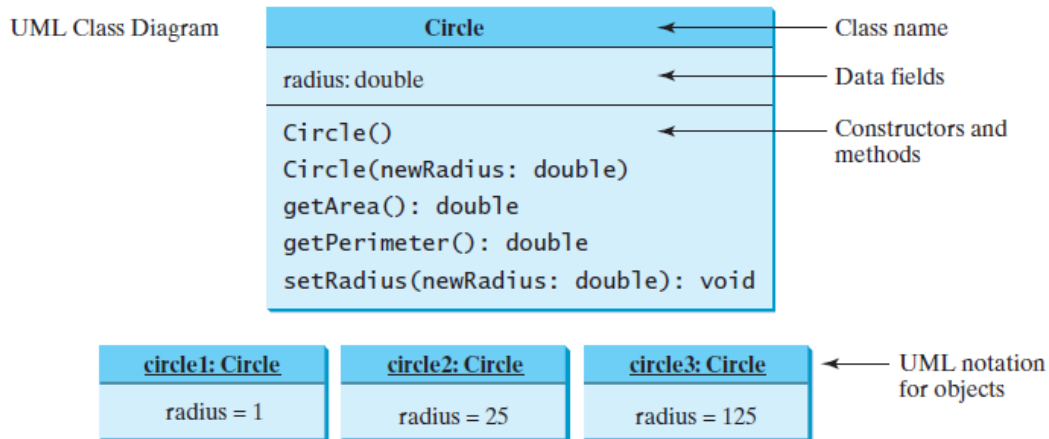 UML Class Diagram
Circle
Class name
radius: double
Data fields
Circle()
Constructors and
methods
Circle(newRadius: double)
getArea(): double
getPerimeter(): double
setRadius(newRadius: double): void
circle1: Circle
circle2: Circle
circle3: Circle
UML notation
for objects
radius = 1
radius = 25
radius = 125